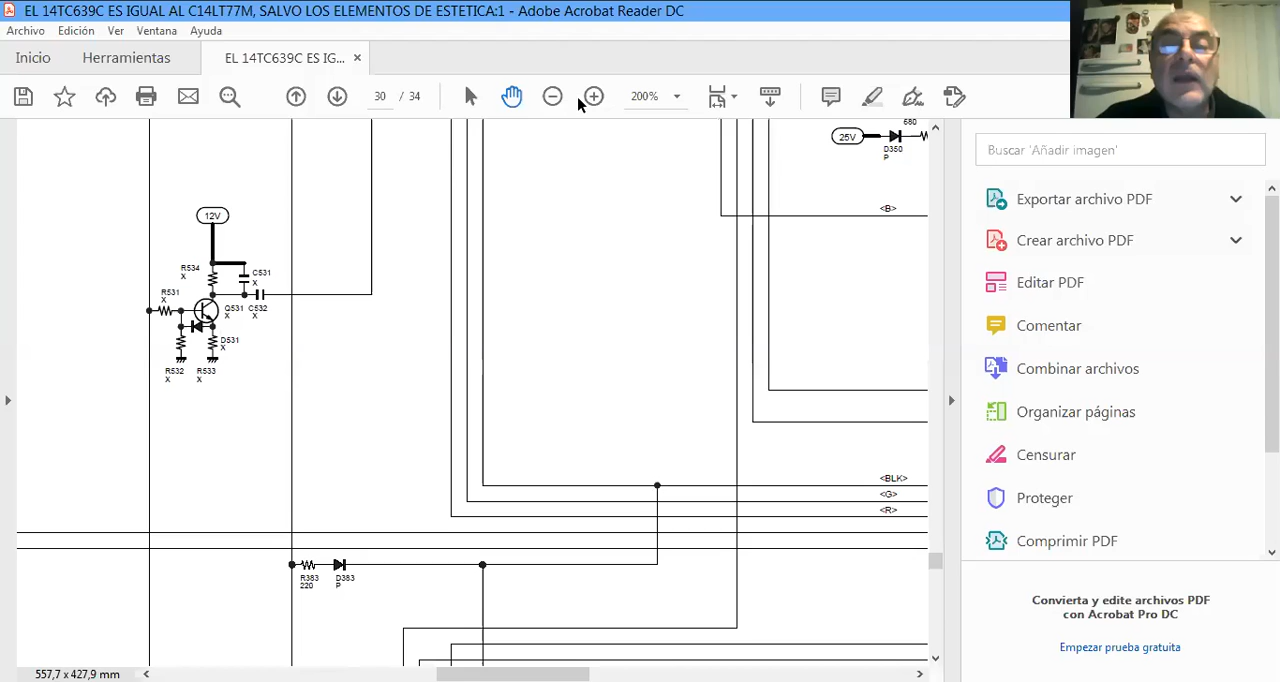 EL 14TC639C ES IGUAL AL C14LT77M, SALVO LOS ELEMENTOS DE ESTETICA:1 - Adobe Acrobat Reader DC
Archivo Edición Ver Ventana Ayuda
Inicio Herramientas EL 14TC639C ES IG... ×
30 / 34 200%
680
25V
D350
P
Buscar 'Añadir imagen'
Exportar archivo PDF
Crear archivo PDF
Editar PDF
Comentar
Combinar archivos
Organizar páginas
Censurar
Proteger
Comprimir PDF
Convierta y edite archivos PDF
con Acrobat Pro DC
Empezar prueba gratuita
<B>
12V
R534
X
C531
X
R531
X
Q531
X
C532
X
D531
X
R532
X
R533
X
<BLK>
<G>
<R>
R383
220
D383
P
557,7 x 427,9 mm